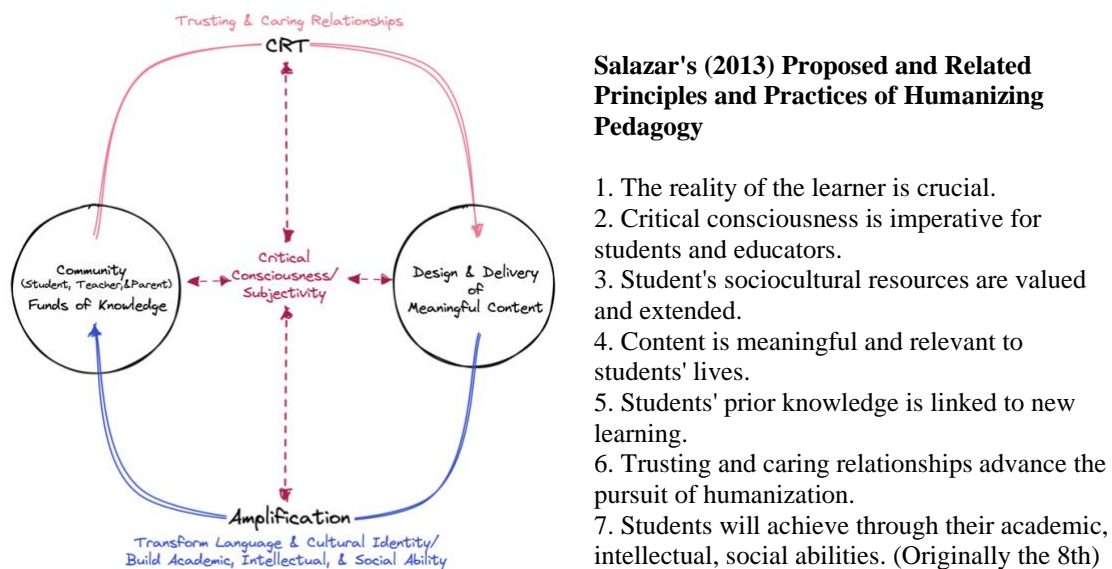 Trusting & Caring Relationships
CRT
Community
(Student, Teacher,&Parent)
Funds of Knowledge
Critical
Consciousness/
Subjectivity
Design & Delivery
of
Meaningful Content
Amplification
Transform Language & Cultural Identity/
Build Academic, Intellectual, & Social Ability
Salazar's (2013) Proposed and Related
Principles and Practices of Humanizing
Pedagogy
1. The reality of the learner is crucial.
2. Critical consciousness is imperative for
students and educators.
3. Student's sociocultural resources are valued
and extended.
4. Content is meaningful and relevant to
students' lives.
5. Students' prior knowledge is linked to new
learning.
6. Trusting and caring relationships advance the
pursuit of humanization.
7. Students will achieve through their academic,
intellectual, social abilities. (Originally the 8th)